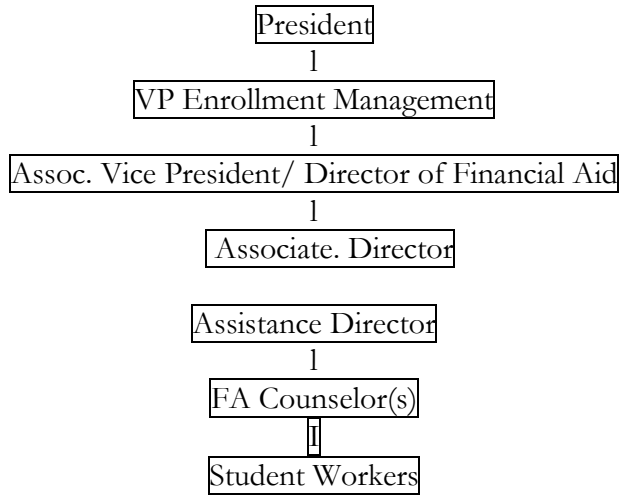 President
l
VP Enrollment Management
l
Assoc. Vice President/ Director of Financial Aid
l
Associate. Director
Assistance Director
l
FA Counselor(s)
I
Student Workers